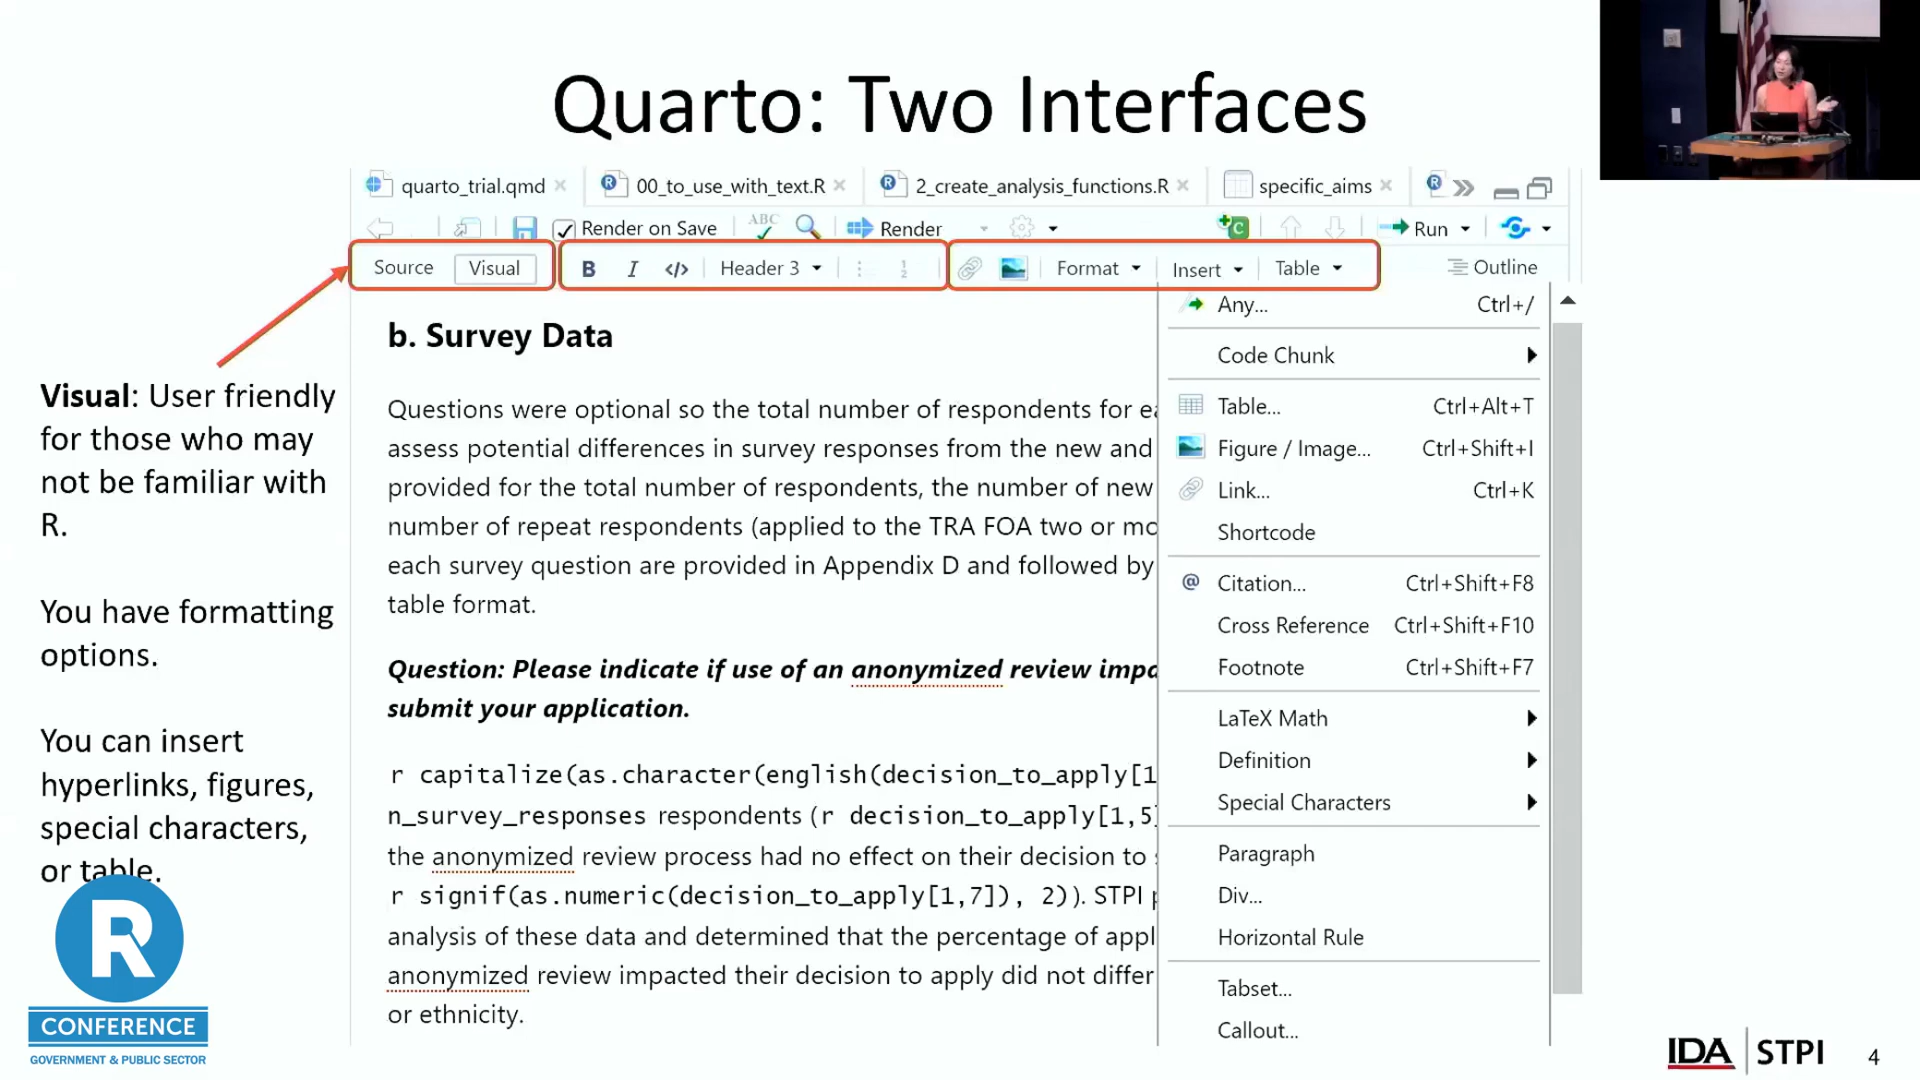 Quarto: Two Interfaces
quarto_trial.qmd
00_to_use_with_text.R
2_create_analysis_functions.R
specific_aims
Render on Save
ABC
Render
Run
Source
Visual
B
I
</>
Header 3
Format
Insert
Table
Outline
Visual: User friendly
for those who may
not be familiar with
R.
You have formatting
options.
You can insert
hyperlinks, figures,
special characters,
or table.
b. Survey Data
Questions were optional so the total number of respondents for
assess potential differences in survey responses from the new and
provided for the total number of respondents, the number of new
number of repeat respondents (applied to the TRA FOA two or
each survey question are provided in Appendix D and followed by
table format.
Question: Please indicate if use of an anonymized review
submit your application.
r capitalize(as.character(english(decision_to_apply[1
n_survey_responses respondents (r decision_to_apply[1,5]
the anonymized review process had no effect on their decision to
r signif(as.numeric(decision_to_apply[1,7]), 2)). STPI
analysis of these data and determined that the percentage of appl
anonymized review impacted their decision to apply did not differ
or ethnicity.
Any... Ctrl+/
Code Chunk
Table... Ctrl+Alt+T
Figure / Image... Ctrl+Shift+I
Link... Ctrl+K
Shortcode
@ Citation... Ctrl+Shift+F8
Cross Reference Ctrl+Shift+F10
Footnote Ctrl+Shift+F7
LaTeX Math
Definition
Special Characters
Paragraph
Div...
Horizontal Rule
Tabset...
Callout...
R
CONFERENCE
GOVERNMENT & PUBLIC SECTOR
IDA STPI
4